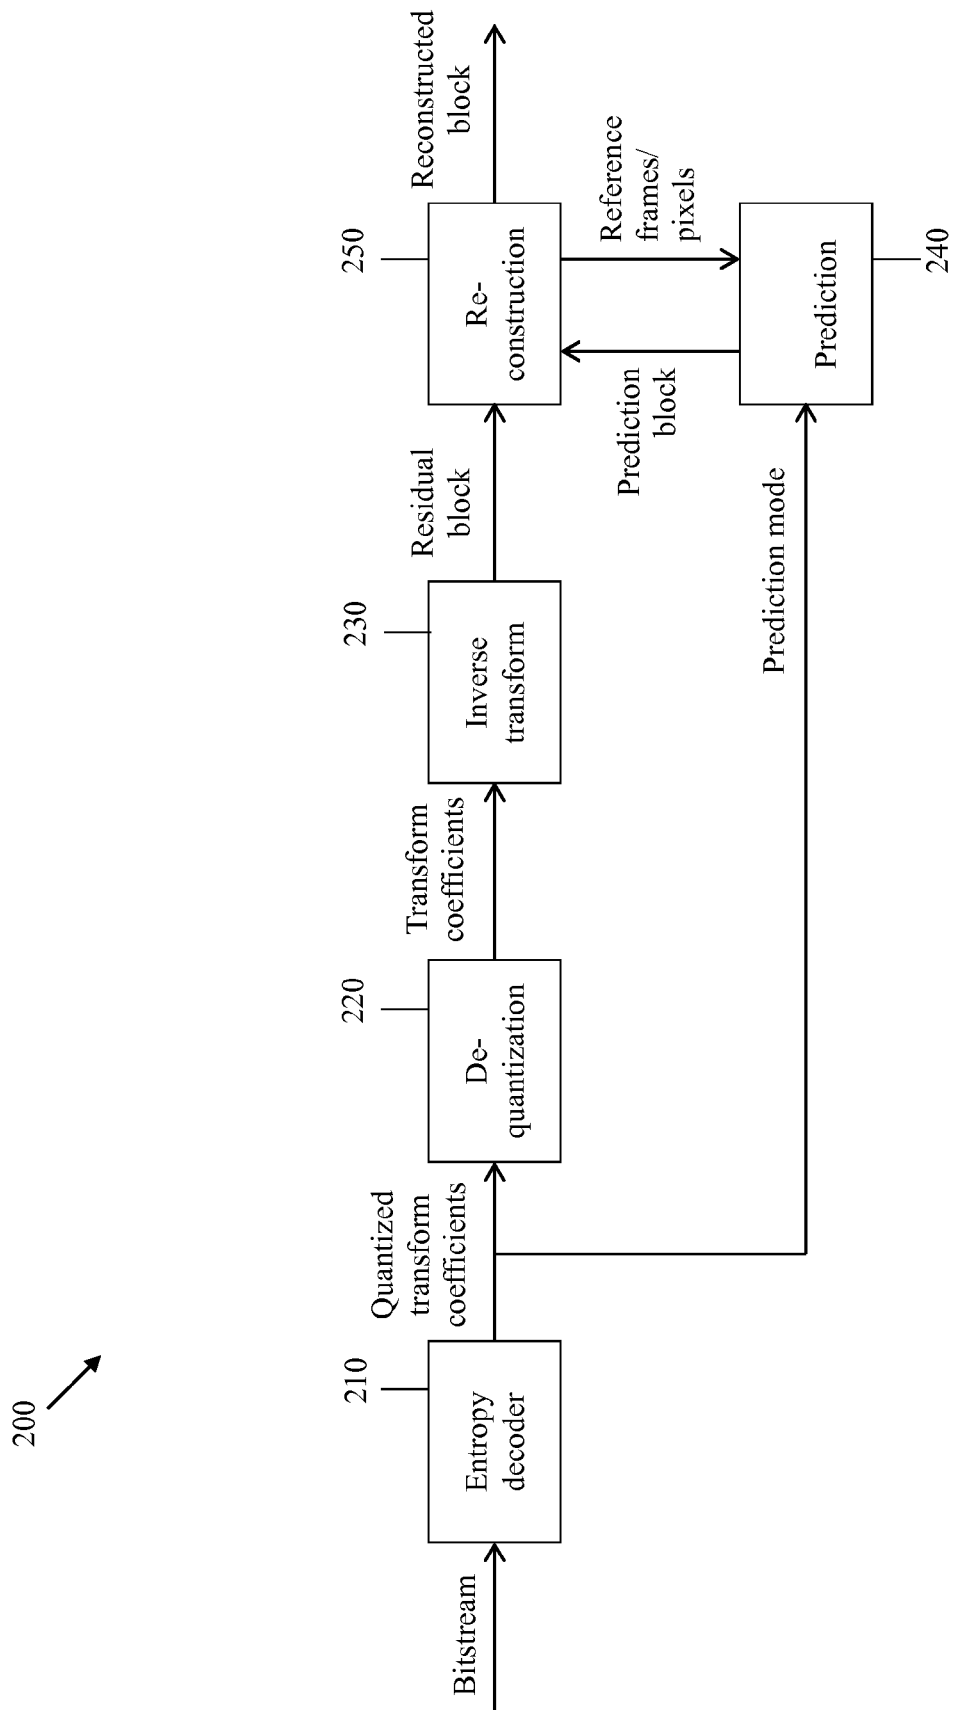 200
Bitstream
210
Entropy
decoder
Quantized
transform
coefficients
220
De-
quantization
Transform
coefficients
230
Inverse
transform
Residual
block
250
Re-
construction
Reconstructed
block
Prediction
block
Reference
frames/
pixels
Prediction mode
Prediction
240